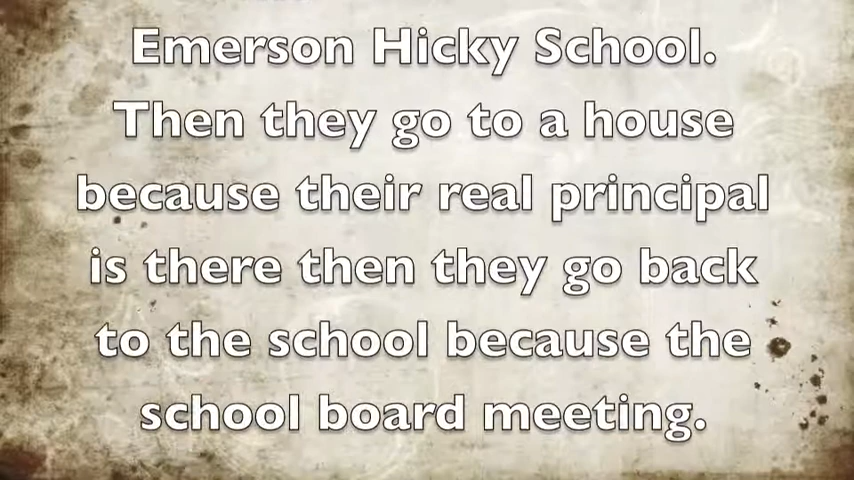 Emerson Hicky School.
Then they go to a house
because their real principal
is there then they go back
to the school because the
school board meeting.